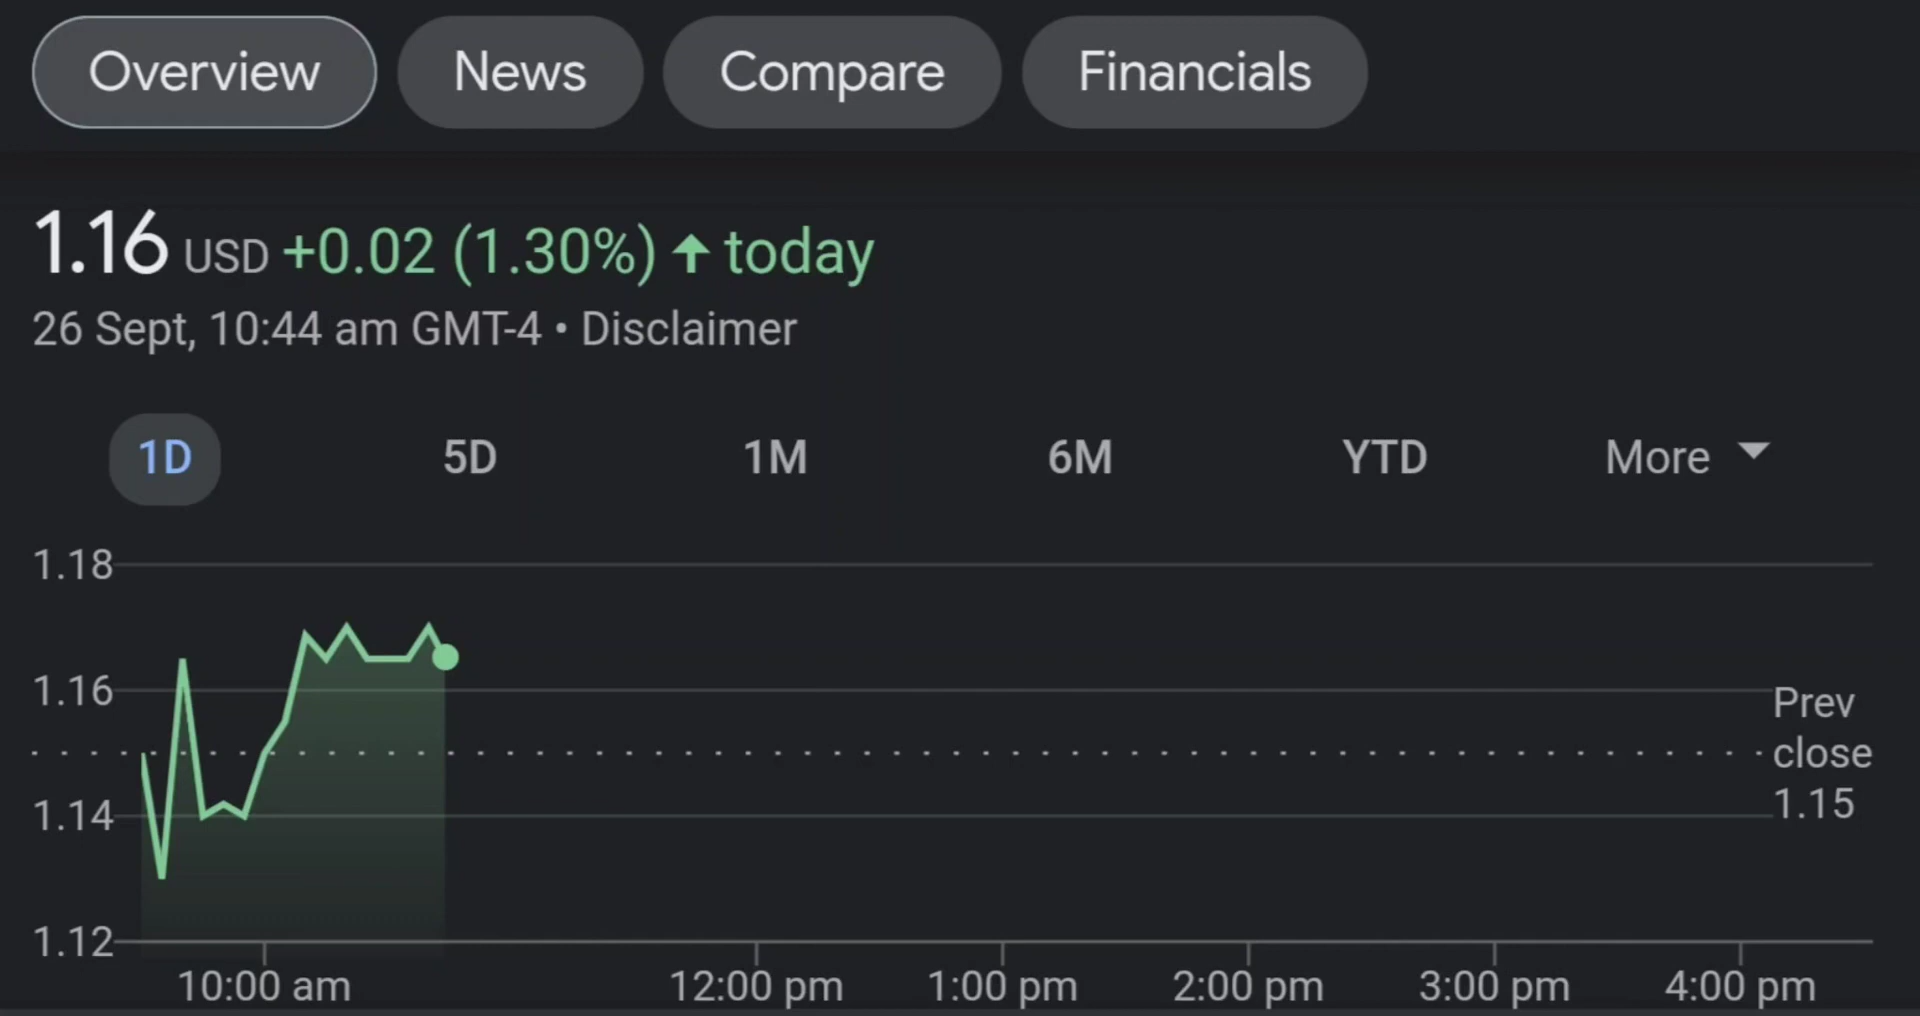 Overview News Compare Financials
1.16 USD +0.02 (1.30%) ↑ today
26 Sept, 10:44 am GMT-4 • Disclaimer
1D 5D 1M 6M YTD More
1.18
1.16
Prev
close
1.15
1.14
1.12
10:00 am 12:00 pm 1:00 pm 2:00 pm 3:00 pm 4:00 pm